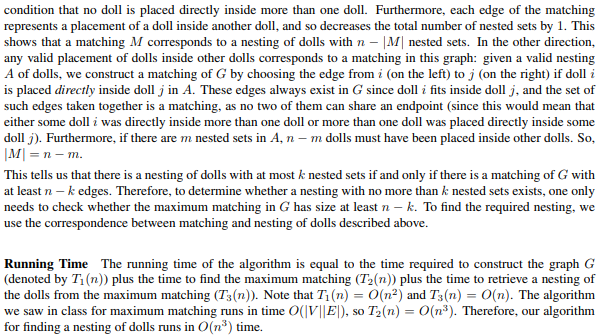 condition that no doll is placed directly inside more than one doll. Furthermore, each edge of the matching
represents a placement of a doll inside another doll, and so decreases the total number of nested sets by 1. This
shows that a matching M corresponds to a nesting of dolls with n − |M| nested sets. In the other direction,
any valid placement of dolls inside other dolls corresponds to a matching in this graph: given a valid nesting
A of dolls, we construct a matching of G by choosing the edge from i (on the left) to j (on the right) if doll i
is placed directly inside doll j in A. These edges always exist in G since doll i fits inside doll j, and the set of
such edges taken together is a matching, as no two of them can share an endpoint (since this would mean that
either some doll i was directly inside more than one doll or more than one doll was placed directly inside some
doll j). Furthermore, if there are m nested sets in A, n − m dolls must have been placed inside other dolls. So,
|M| = n − m.
This tells us that there is a nesting of dolls with at most k nested sets if and only if there is a matching of G with
at least n − k edges. Therefore, to determine whether a nesting with no more than k nested sets exists, one only
needs to check whether the maximum matching in G has size at least n − k. To find the required nesting, we
use the correspondence between matching and nesting of dolls described above.
Running Time The running time of the algorithm is equal to the time required to construct the graph G
(denoted by T₁(n)) plus the time to find the maximum matching (T₂(n)) plus the time to retrieve a nesting of
the dolls from the maximum matching (T₃(n)). Note that T₁(n) = O(n²) and T₃(n) = O(n). The algorithm
we saw in class for maximum matching runs in time O(|V||E|), so T₂(n) = O(n³). Therefore, our algorithm
for finding a nesting of dolls runs in O(n³) time.